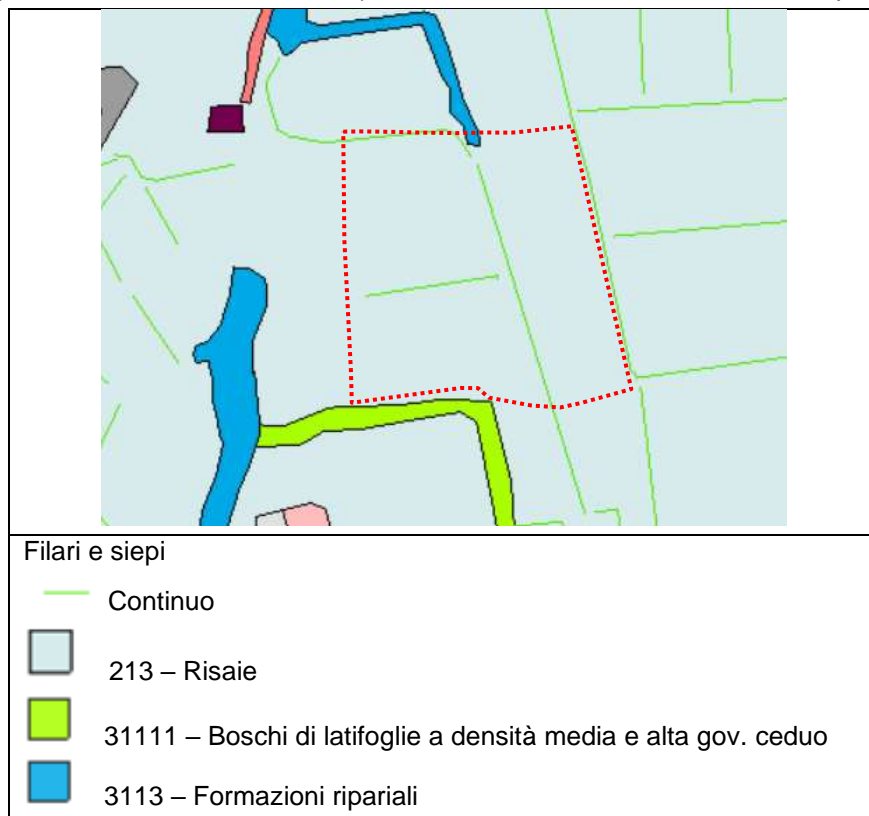 Filari e siepi
Continuo
213 – Risaie
31111 – Boschi di latifoglie a densità media e alta gov. ceduo
3113 – Formazioni ripariali